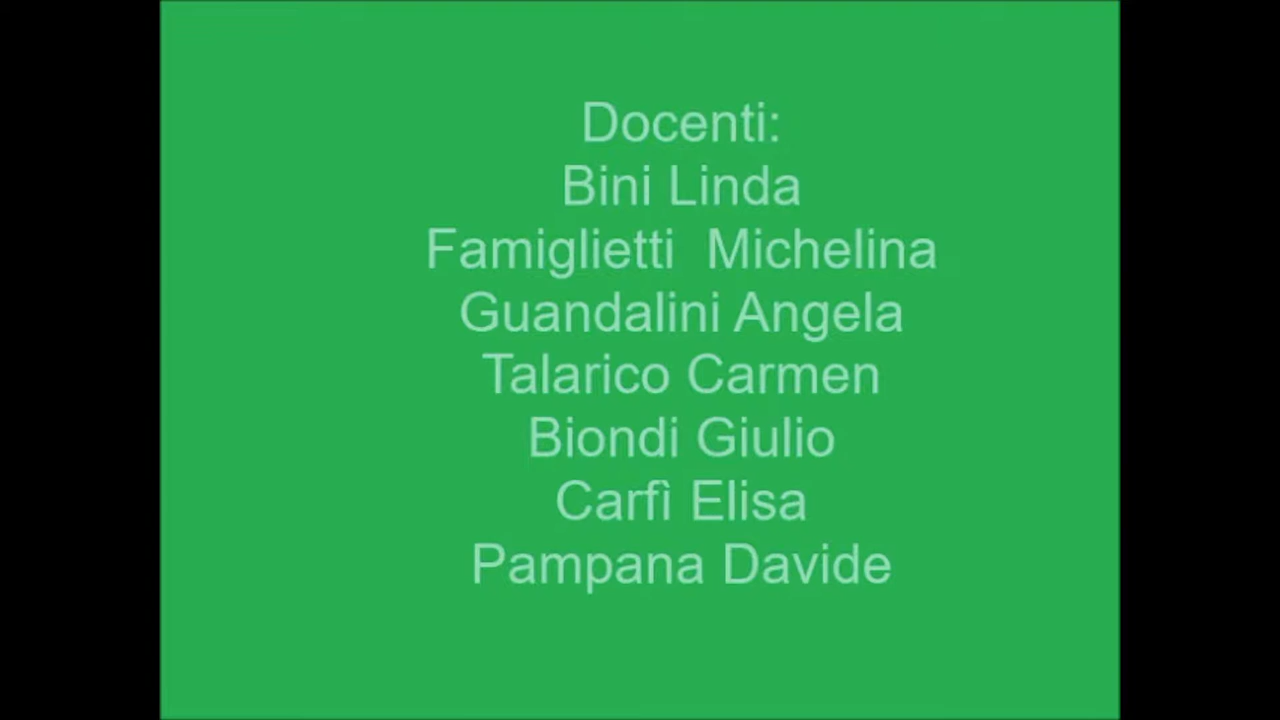 Docenti:
Bini Linda
Famiglietti  Michelina
Guandalini Angela
Talarico Carmen
Biondi Giulio
Carfì Elisa
Pampana Davide